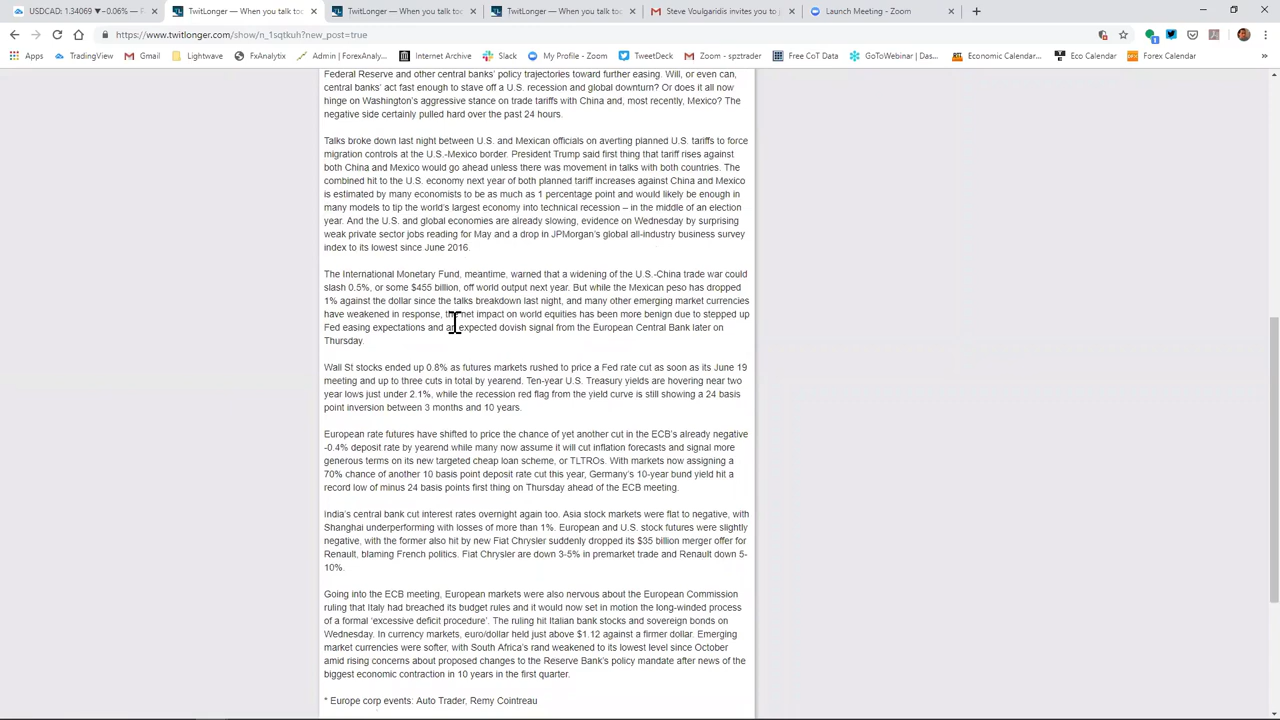 USDCAD: 1.34069 ▼−0.06% — P
TwitLonger — When you talk too
TwitLonger — When you talk too
TwitLonger — When you talk too
Steve Voulgaridis invites you to j
Launch Meeting - Zoom
https://www.twitlonger.com/show/n_1sqtkuh?new_post=true
Apps TradingView Gmail Lightwave FxAnalytix Admin | ForexAnaly... Internet Archive Slack My Profile - Zoom TweetDeck Gmail - spztrader Free CoT Data GoToWebinar | Das... Economic Calendar... Eco Calendar Forex Calendar
Federal Reserve and other central banks' policy trajectories toward further easing. Will, or even can,
central banks' act fast enough to stave off a U.S. recession and global downturn? Or does it all now
hinge on Washington's aggressive stance on trade tariffs with China and, most recently, Mexico? The
negative side certainly pulled hard over the past 24 hours.
Talks broke down last night between U.S. and Mexican officials on averting planned U.S. tariffs to force
migration controls at the U.S.-Mexico border. President Trump said first thing that tariff rises against
both China and Mexico would go ahead unless there was movement in talks with both countries. The
combined hit to the U.S. economy next year of both planned tariff increases against China and Mexico
is estimated by many economists to be as much as 1 percentage point and would likely be enough in
many models to tip the world's largest economy into technical recession – in the middle of an election
year. And the U.S. and global economies are already slowing, evidence on Wednesday by surprising
weak private sector jobs reading for May and a drop in JPMorgan's global all-industry business survey
index to its lowest since June 2016.
The International Monetary Fund, meantime, warned that a widening of the U.S.-China trade war could
slash 0.5%, or some $455 billion, off world output next year. But while the Mexican peso has dropped
1% against the dollar since the talks breakdown last night, and many other emerging market currencies
have weakened in response, the net impact on world equities has been more benign due to stepped up
Fed easing expectations and an expected dovish signal from the European Central Bank later on
Thursday.
Wall St stocks ended up 0.8% as futures markets rushed to price a Fed rate cut as soon as its June 19
meeting and up to three cuts in total by yearend. Ten-year U.S. Treasury yields are hovering near two
year lows just under 2.1%, while the recession red flag from the yield curve is still showing a 24 basis
point inversion between 3 months and 10 years.
European rate futures have shifted to price the chance of yet another cut in the ECB's already negative
-0.4% deposit rate by yearend while many now assume it will cut inflation forecasts and signal more
generous terms on its new targeted cheap loan scheme, or TLTROs. With markets now assigning a
70% chance of another 10 basis point deposit rate cut this year, Germany's 10-year bund yield hit a
record low of minus 24 basis points first thing on Thursday ahead of the ECB meeting.
India's central bank cut interest rates overnight again too. Asia stock markets were flat to negative, with
Shanghai underperforming with losses of more than 1%. European and U.S. stock futures were slightly
negative, with the former also hit by new Fiat Chrysler suddenly dropped its $35 billion merger offer for
Renault, blaming French politics. Fiat Chrysler are down 3-5% in premarket trade and Renault down 5-
10%.
Going into the ECB meeting, European markets were also nervous about the European Commission
ruling that Italy had breached its budget rules and it would now set in motion the long-winded process
of a formal 'excessive deficit procedure'. The ruling hit Italian bank stocks and sovereign bonds on
Wednesday. In currency markets, euro/dollar held just above $1.12 against a firmer dollar. Emerging
market currencies were softer, with South Africa's rand weakened to its lowest level since October
amid rising concerns about proposed changes to the Reserve Bank's policy mandate after news of the
biggest economic contraction in 10 years in the first quarter.
* Europe corp events: Auto Trader, Remy Cointreau